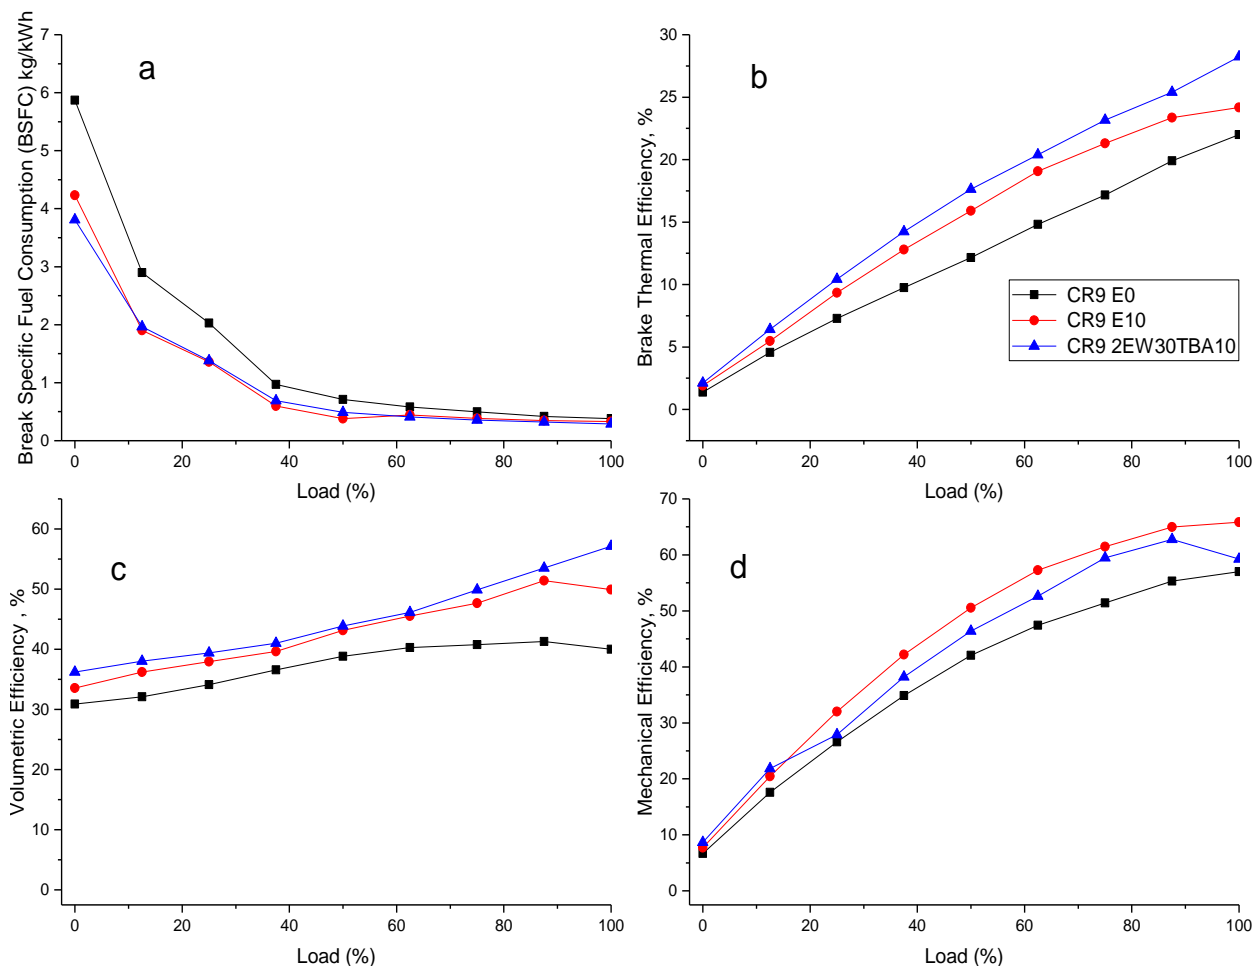 a
Break Specific Fuel Consumption (BSFC) kg/kWh
7
6
5
4
3
2
1
0
0 20 40 60 80 100
Load (%)
b
Brake Thermal Efficiency, %
30
25
20
15
10
5
0
CR9 E0
CR9 E10
CR9 2EW30TBA10
0 20 40 60 80 100
Load (%)
c
Volumetric Efficiency , %
60
50
40
30
20
10
0
0 20 40 60 80 100
Load (%)
d
Mechanical Efficiency, %
70
60
50
40
30
20
10
0
0 20 40 60 80 100
Load (%)